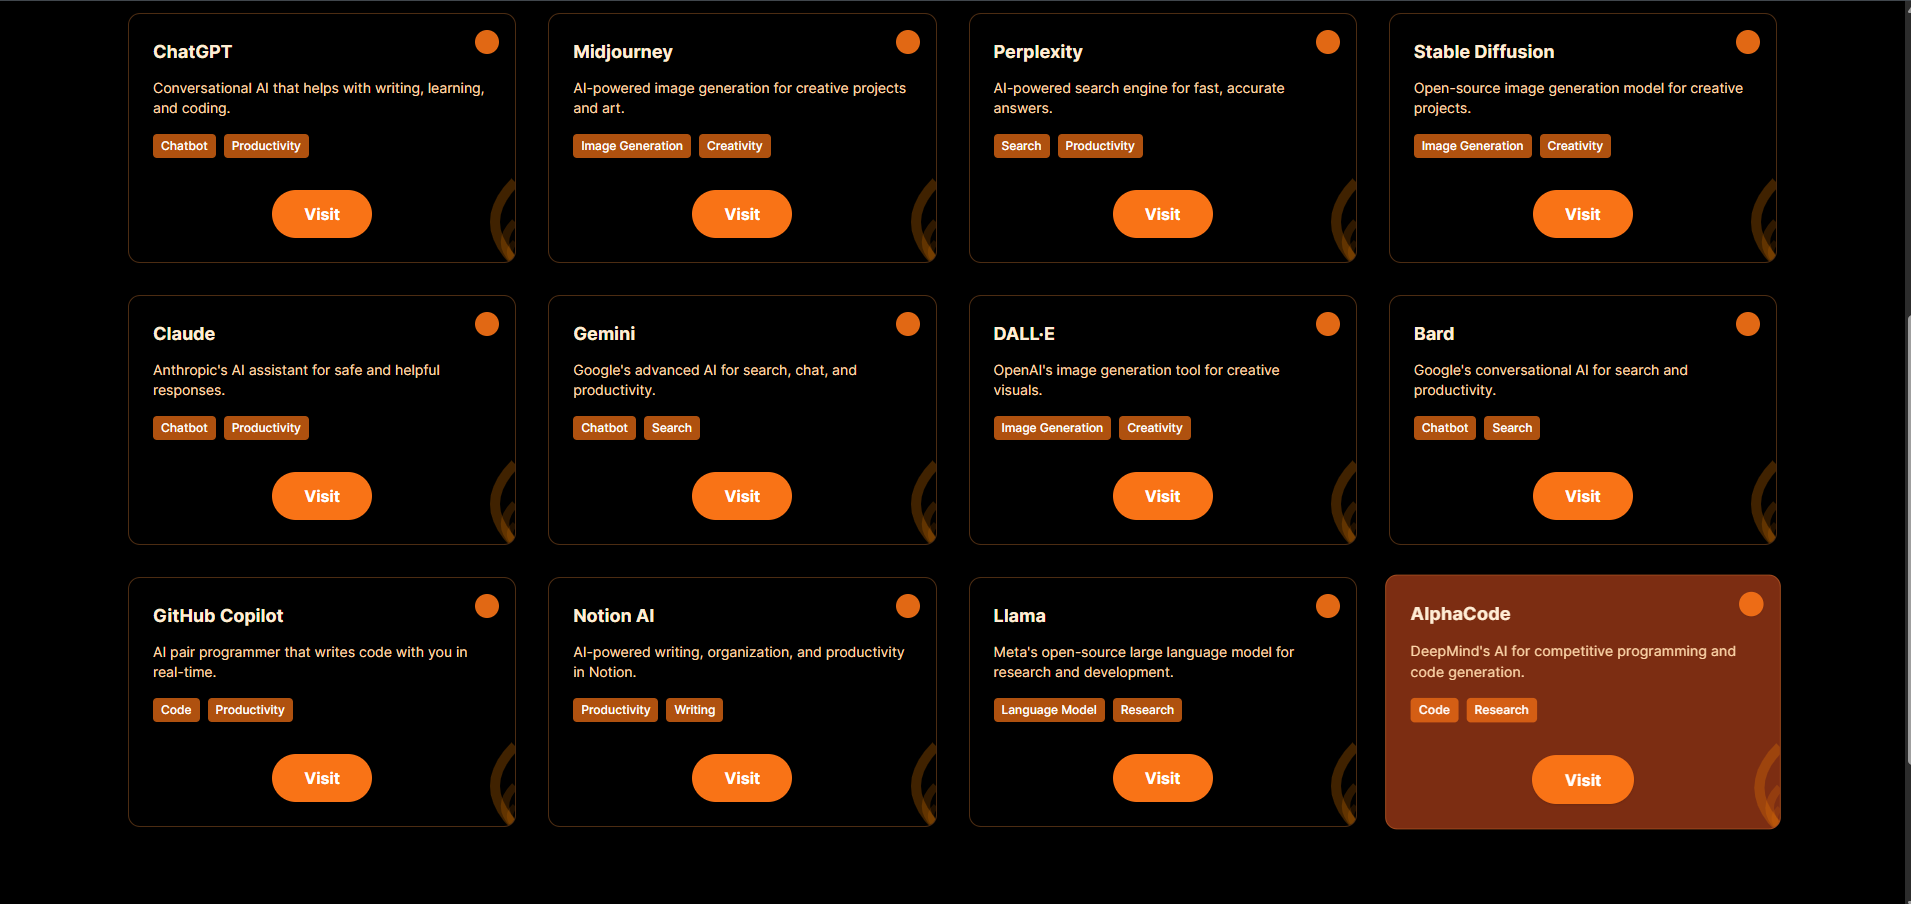 ChatGPT
Conversational AI that helps with writing, learning,
and coding.
Chatbot Productivity
Visit
Midjourney
AI-powered image generation for creative projects
and art.
Image Generation Creativity
Visit
Perplexity
AI-powered search engine for fast, accurate
answers.
Search Productivity
Visit
Stable Diffusion
Open-source image generation model for creative
projects.
Image Generation Creativity
Visit
Claude
Anthropic's AI assistant for safe and helpful
responses.
Chatbot Productivity
Visit
Gemini
Google's advanced AI for search, chat, and
productivity.
Chatbot Search
Visit
DALL·E
OpenAI's image generation tool for creative
visuals.
Image Generation Creativity
Visit
Bard
Google's conversational AI for search and
productivity.
Chatbot Search
Visit
GitHub Copilot
AI pair programmer that writes code with you in
real-time.
Code Productivity
Visit
Notion AI
AI-powered writing, organization, and productivity
in Notion.
Productivity Writing
Visit
Llama
Meta's open-source large language model for
research and development.
Language Model Research
Visit
AlphaCode
DeepMind's AI for competitive programming and
code generation.
Code Research
Visit